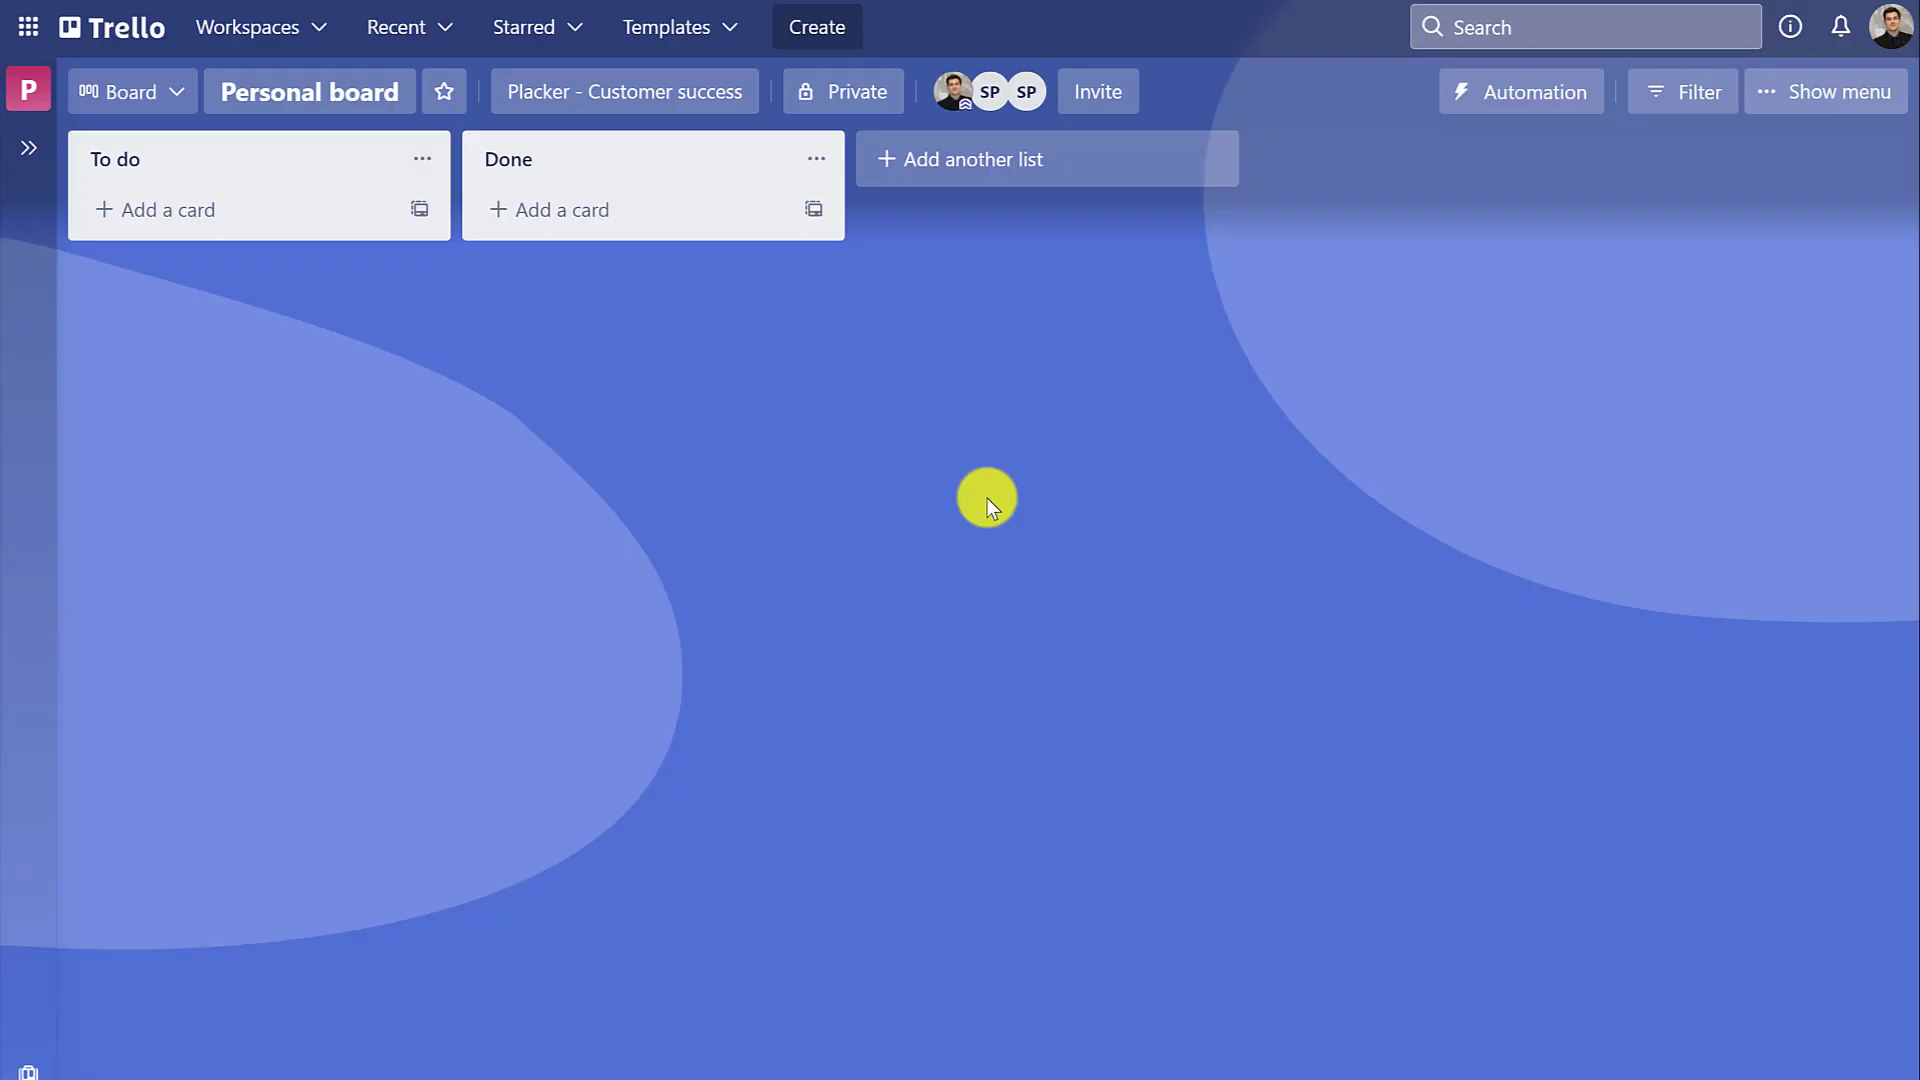 Trello Workspaces Recent Starred Templates Create Search
P Board Personal board Placker - Customer success Private SP SP Invite Automation Filter Show menu
To do Done + Add another list
+ Add a card + Add a card